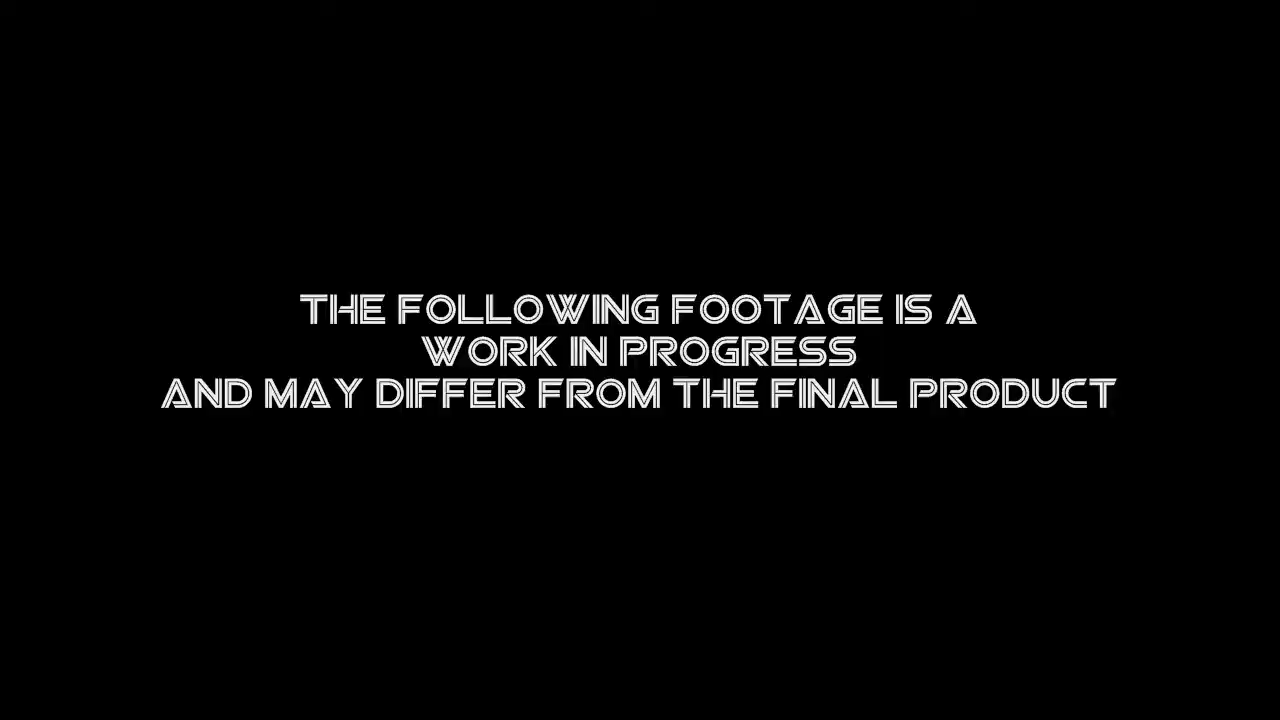 THE FOLLOWING FOOTAGE IS A
WORK IN PROGRESS
AND MAY DIFFER FROM THE FINAL PRODUCT